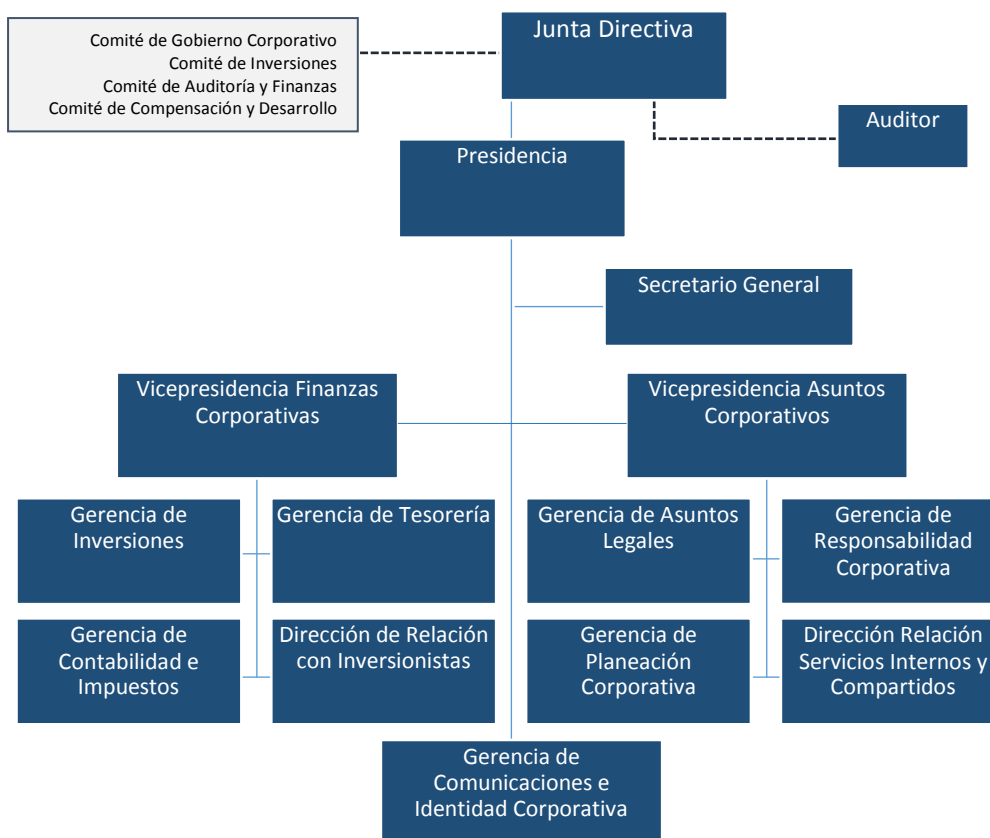 Comité de Gobierno Corporativo
Comité de Inversiones
Comité de Auditoría y Finanzas
Comité de Compensación y Desarrollo
Junta Directiva
Auditor
Presidencia
Secretario General
Vicepresidencia Finanzas
Corporativas
Vicepresidencia Asuntos
Corporativos
Gerencia de
Inversiones
Gerencia de Tesorería
Gerencia de Asuntos
Legales
Gerencia de
Responsabilidad
Corporativa
Gerencia de
Contabilidad e
Impuestos
Dirección de Relación
con Inversionistas
Gerencia de
Planeación
Corporativa
Dirección Relación
Servicios Internos y
Compartidos
Gerencia de
Comunicaciones e
Identidad Corporativa